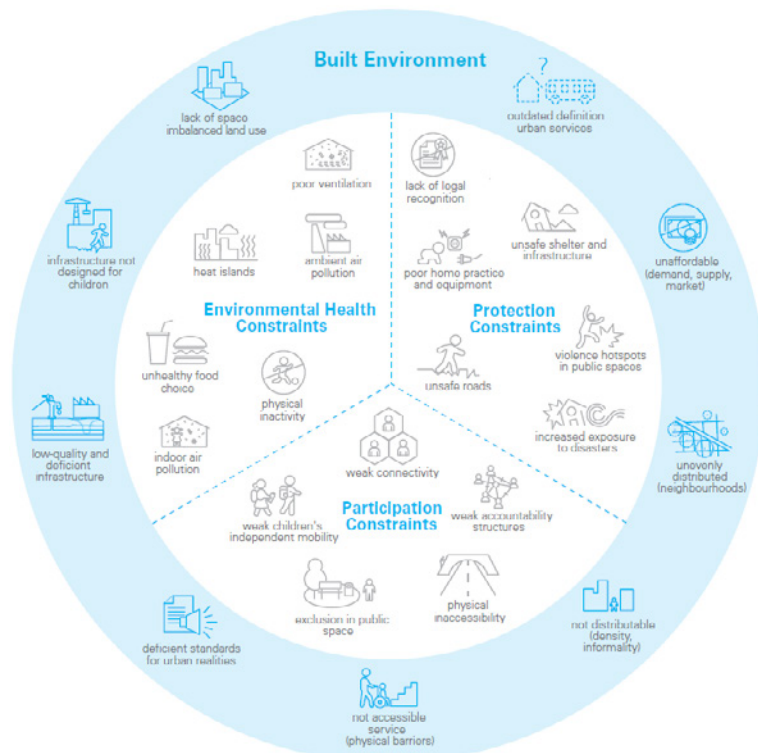 Built Environment
?
lack of space
imbalanced land use
outdated definition
urban services
infrastructure not
designed for
children
unaffordable
(demand, supply,
market)
low-quality and
deficient
infrastructure
unevenly
distributed
(neighbourhoods)
deficient standards
for urban realities
not distributable
(density,
informality)
not accessible
service
(physical barriers)
poor ventilation
heat islands
ambient air
pollution
Environmental Health
Constraints
unhealthy food
choice
physical
inactivity
indoor air
pollution
lack of legal
recognition
unsafe shelter and
infrastructure
poor home practice
and equipment
Protection
Constraints
unsafe roads
violence hotspots
in public spaces
increased exposure
to disasters
weak connectivity
Participation
Constraints
weak children's
independent mobility
weak accountability
structures
exclusion in public
space
physical
inaccessibility